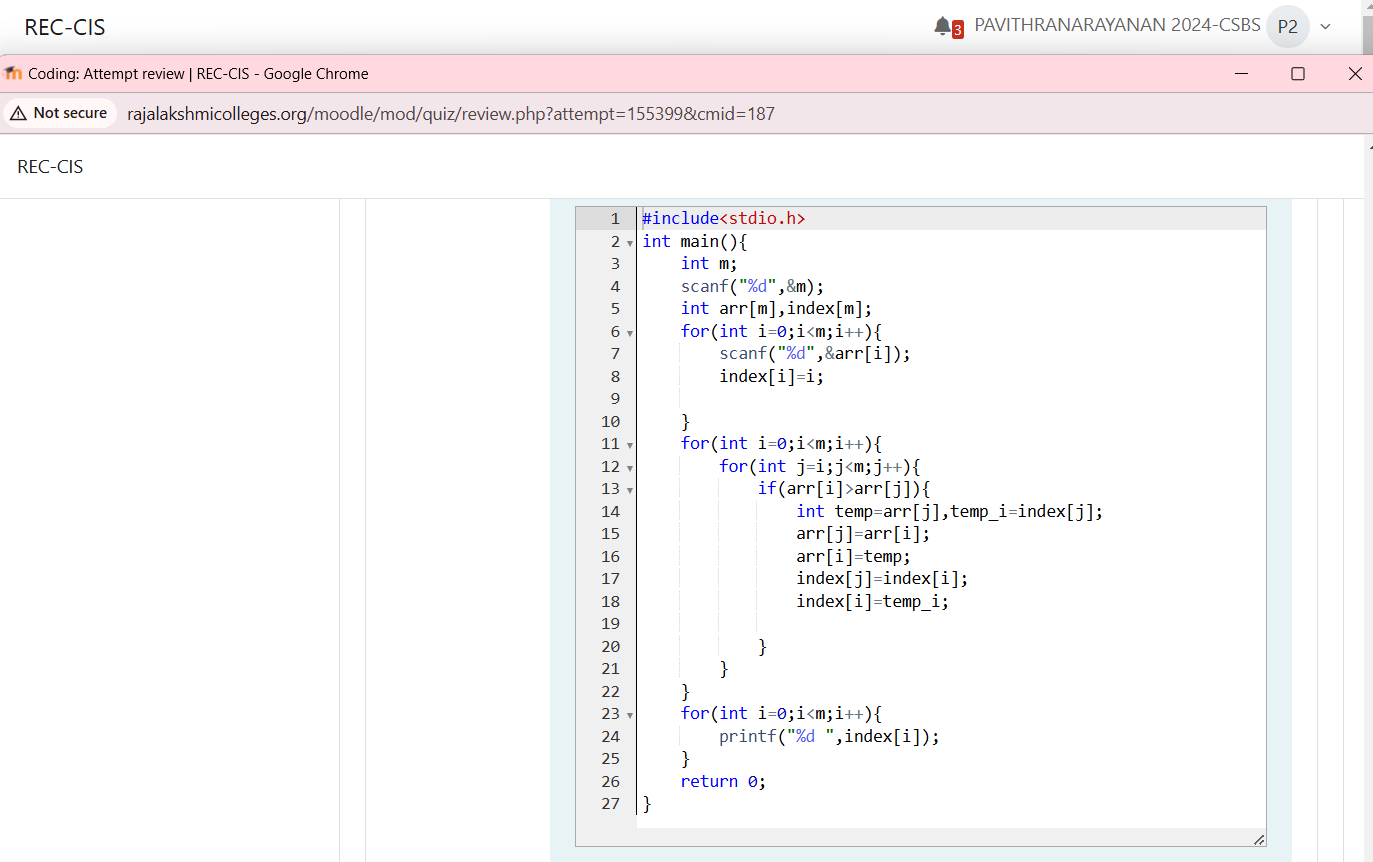 REC-CIS
3 PAVITHRANARAYANAN 2024-CSBS P2
Coding: Attempt review | REC-CIS - Google Chrome
Not secure rajalakshmicolleges.org/moodle/mod/quiz/review.php?attempt=155399&cmid=187
REC-CIS
1 #include<stdio.h>
2 int main(){
3     int m;
4     scanf("%d",&m);
5     int arr[m],index[m];
6     for(int i=0;i<m;i++){
7         scanf("%d",&arr[i]);
8         index[i]=i;
9
10     }
11     for(int i=0;i<m;i++){
12         for(int j=i;j<m;j++){
13             if(arr[i]>arr[j]){
14                 int temp=arr[j],temp_i=index[j];
15                 arr[j]=arr[i];
16                 arr[i]=temp;
17                 index[j]=index[i];
18                 index[i]=temp_i;
19
20             }
21         }
22     }
23     for(int i=0;i<m;i++){
24         printf("%d ",index[i]);
25     }
26     return 0;
27 }